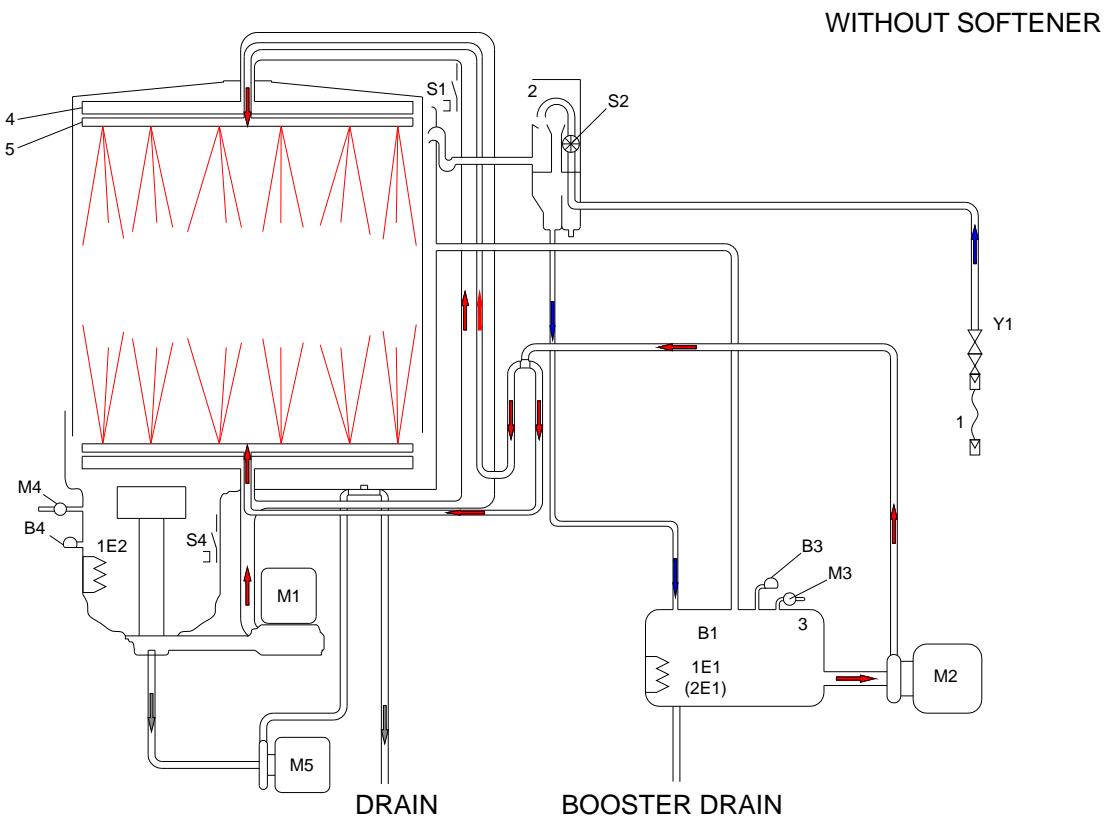 WITHOUT SOFTENER
S1
2
S2
4
5
Y1
1
M4
B4
1E2
S4
M1
B3
M3
B1
3
1E1
(2E1)
M2
M5
DRAIN
BOOSTER DRAIN